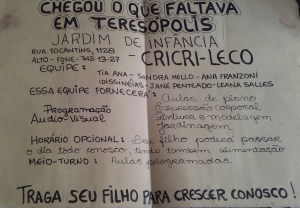 CHEGOU O QUE FALTAVA
EM TERESÓPOLIS
JARDIM DE INFÂNCIA
RUA TOCANTINS, 1128
ALTO - FONE - 742-13-27
CRICRI-LECO
EQUIPE:
TIA ANA - SANDRA MELLO - ANA FRANZONI
IDISSINÉIAS - JANE PENTEADO - LEANA SALLES
ESSA EQUIPE FORNECERÁ:
Aulas de piano
Expressão corporal
Pintura e modelagem
Jardinagem
Programação
Audio-Visual
HORÁRIO OPCIONAL: Seu filho poderá passar
o dia todo conosco, tendo também alimentação
MEIO-TURNO: Aulas programadas.
TRAGA SEU FILHO PARA CRESCER CONOSCO!